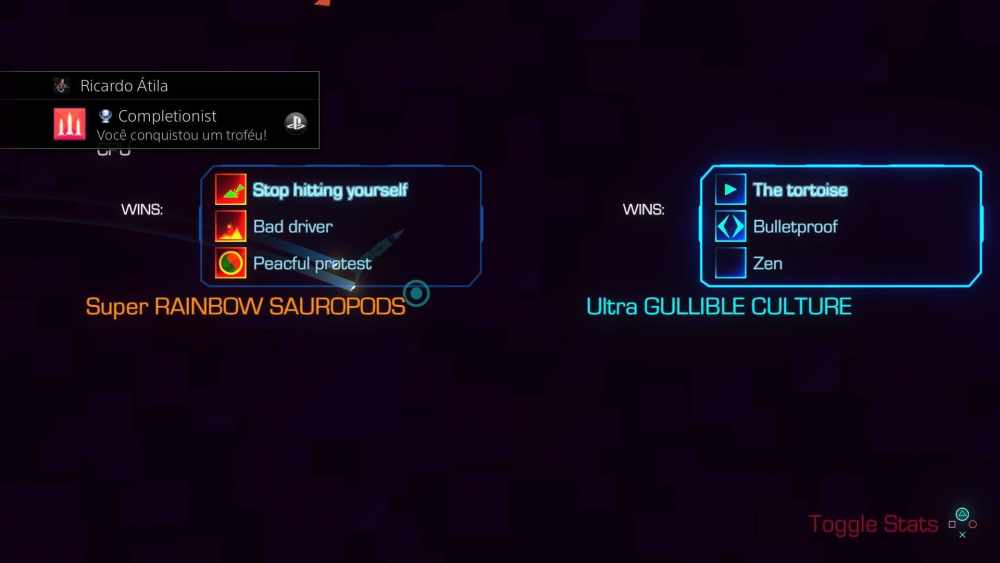 Ricardo Átila
Completionist
Você conquistou um troféu!
CPU
WINS:
Stop hitting yourself
Bad driver
Peacful protest
Super RAINBOW SAUROPODS
WINS:
The tortoise
Bulletproof
Zen
Ultra GULLIBLE CULTURE
Toggle Stats